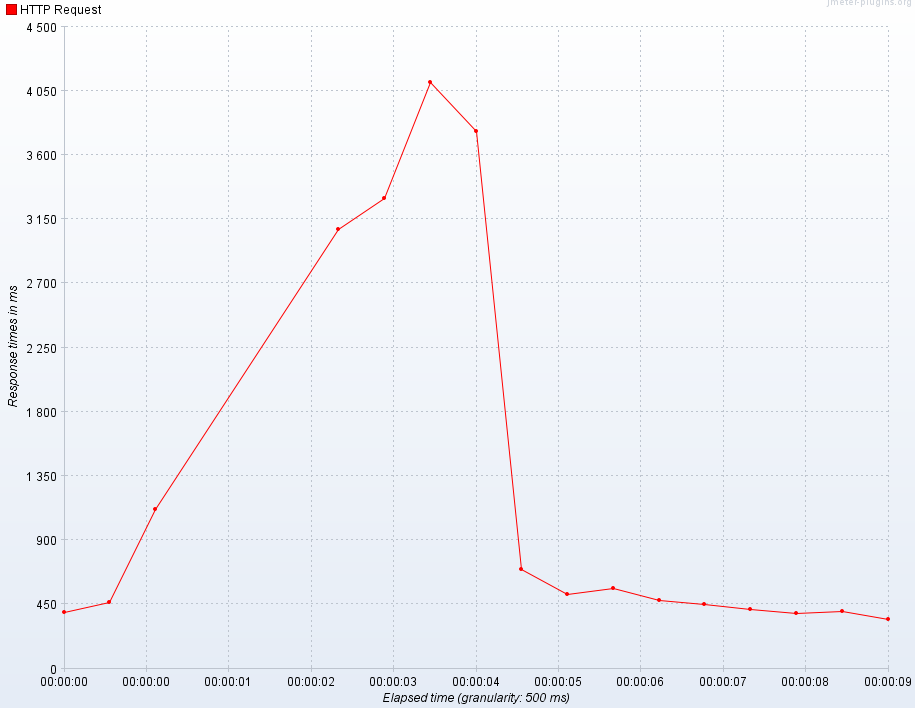 HTTP Request
jmeter-plugins.org
4 500
4 050
3 600
3 150
2 700
2 250
1 800
1 350
900
450
0
Response times in ms
00:00:00 00:00:00 00:00:01 00:00:02 00:00:03 00:00:04 00:00:05 00:00:06 00:00:07 00:00:08 00:00:09
Elapsed time (granularity: 500 ms)